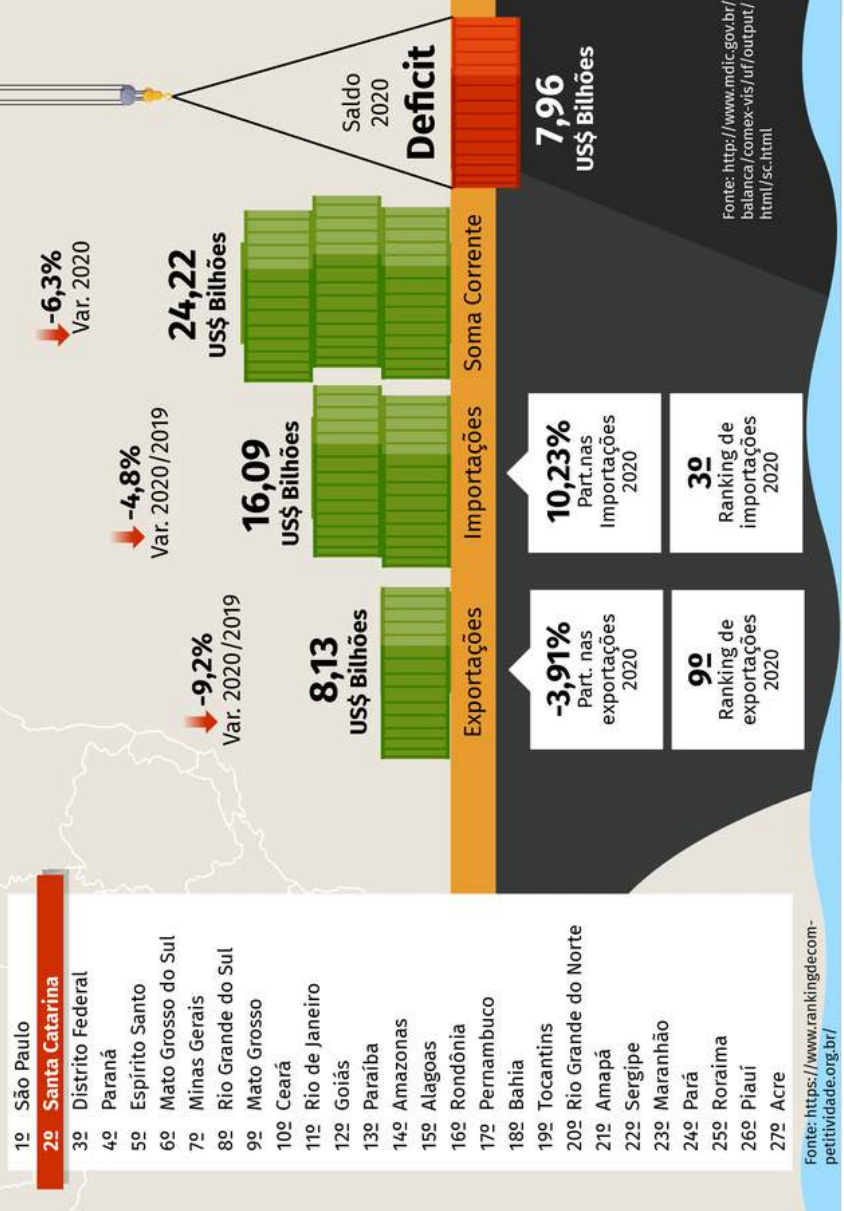 1º São Paulo
2º Santa Catarina
3º Distrito Federal
4º Paraná
5º Espírito Santo
6º Mato Grosso do Sul
7º Minas Gerais
8º Rio Grande do Sul
9º Mato Grosso
10º Ceará
11º Rio de Janeiro
12º Goiás
13º Paraíba
14º Amazonas
15º Alagoas
16º Rondônia
17º Pernambuco
18º Bahia
19º Tocantins
20º Rio Grande do Norte
21º Amapá
22º Sergipe
23º Maranhão
24º Pará
25º Roraima
26º Piauí
27º Acre
Fonte: https://www.rankingdecom-
petitividade.org.br/
-9,2%
Var. 2020/2019
8,13
US$ Bilhões
Exportações
-3,91%
Part. nas
exportações
2020
9º
Ranking de
exportações
2020
-4,8%
Var. 2020/2019
16,09
US$ Bilhões
Importações
10,23%
Part.nas
Importações
2020
3º
Ranking de
importações
2020
-6,3%
Var. 2020
24,22
US$ Bilhões
Soma Corrente
Saldo
2020
Deficit
7,96
US$ Bilhões
Fonte: http://www.mdic.gov.br/
balanca/comex-vis/uf/output/
html/sc.html